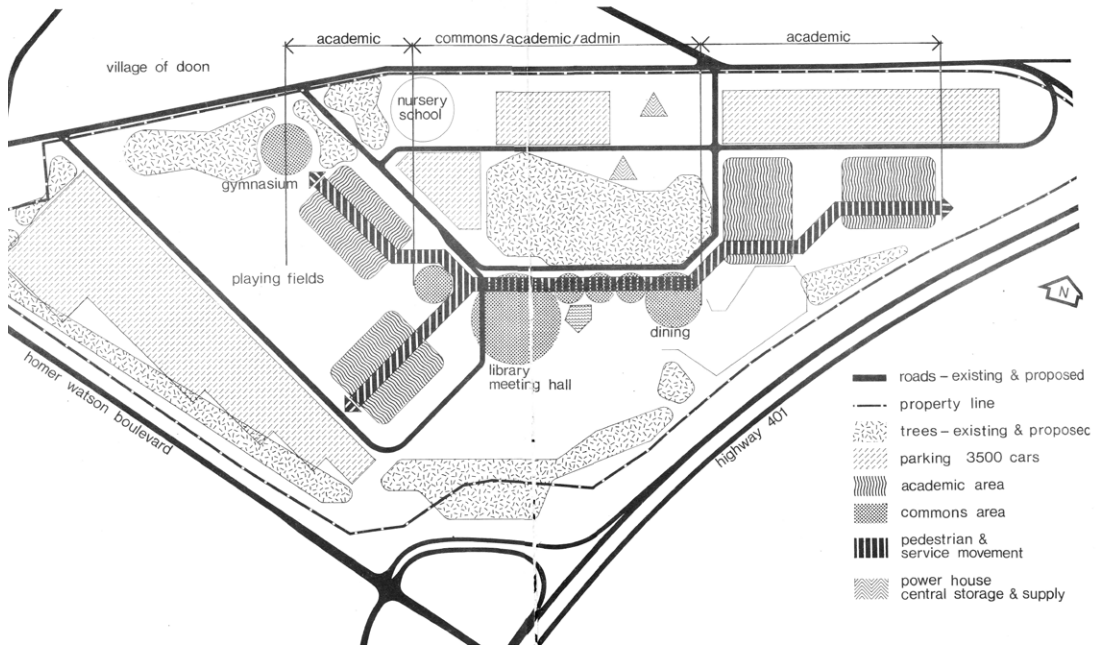 academic
commons/academic/admin
academic
village of doon
nursery
school
gymnasium
playing fields
library
meeting hall
dining
N
homer watson boulevard
highway 401
roads – existing & proposed
property line
trees – existing & proposec
parking 3500 cars
academic area
commons area
pedestrian &
service movement
power house
central storage & supply